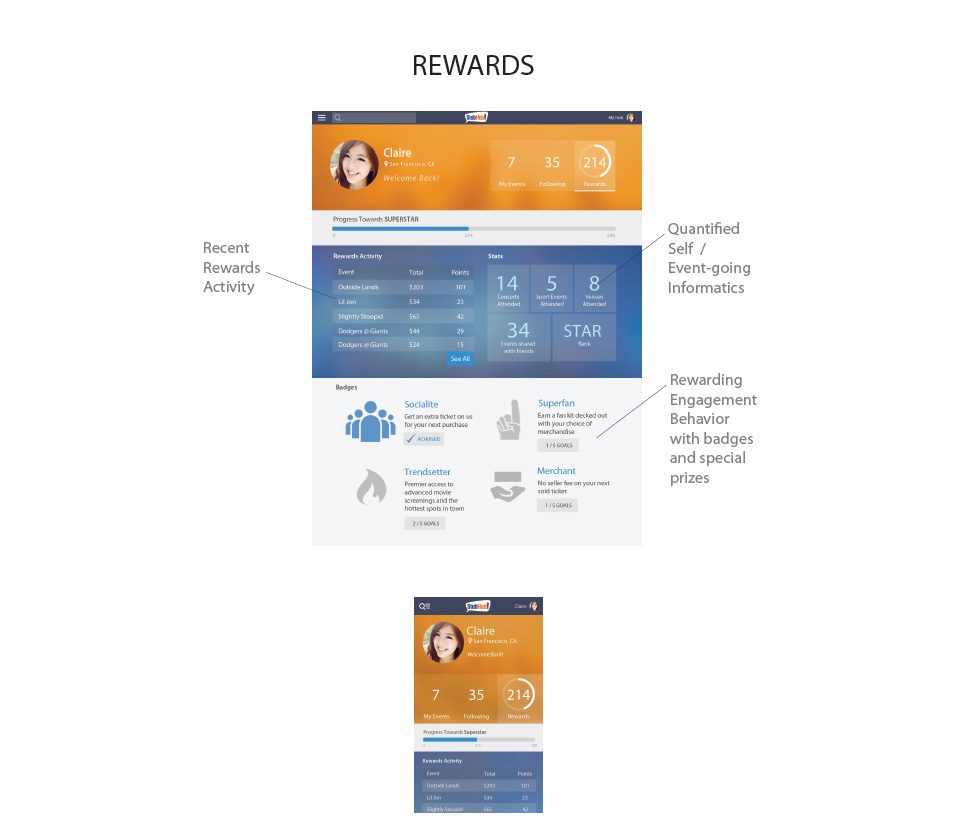 REWARDS
StubHub!
My Hub
Claire
San Francisco, CA
Welcome Back!
7 35 214
My Events Following Rewards
Progress Towards SUPERSTAR
0 214
Recent
Rewards
Activity
Quantified
Self /
Event-going
Informatics
Rewards Activity
Event Total Points
Outside Lands $203 101
Lil Jon $34 23
Slightly Stoopid $65 42
Dodgers @ Giants $44 29
Dodgers @ Giants $24 15
See All
Stats
14 5 8
Concerts Sport Events Venues
Attended Attended Attended
34 STAR
Events shared Rank
with friends
Rewarding
Engagement
Behavior
with badges
and special
prizes
Badges
Socialite
Get an extra ticket on us
for your next purchase
ACHIEVED
Superfan
Earn a fan kit decked out
with your choice of
merchandise
1 / 5 GOALS
Trendsetter
Premier access to
advanced movie
screenings and the
hottest spots in town
2 / 5 GOALS
Merchant
No seller fee on your next
sold ticket
1 / 5 GOALS
StubHub!
Claire
Claire
San Francisco, CA
Welcome Back!
7 35 214
My Events Following Rewards
Progress Towards Superstar
Rewards Activity
Event Total Points
Outside Lands $203 101
Lil Jon $34 23
Slightly Stoopid $65 42